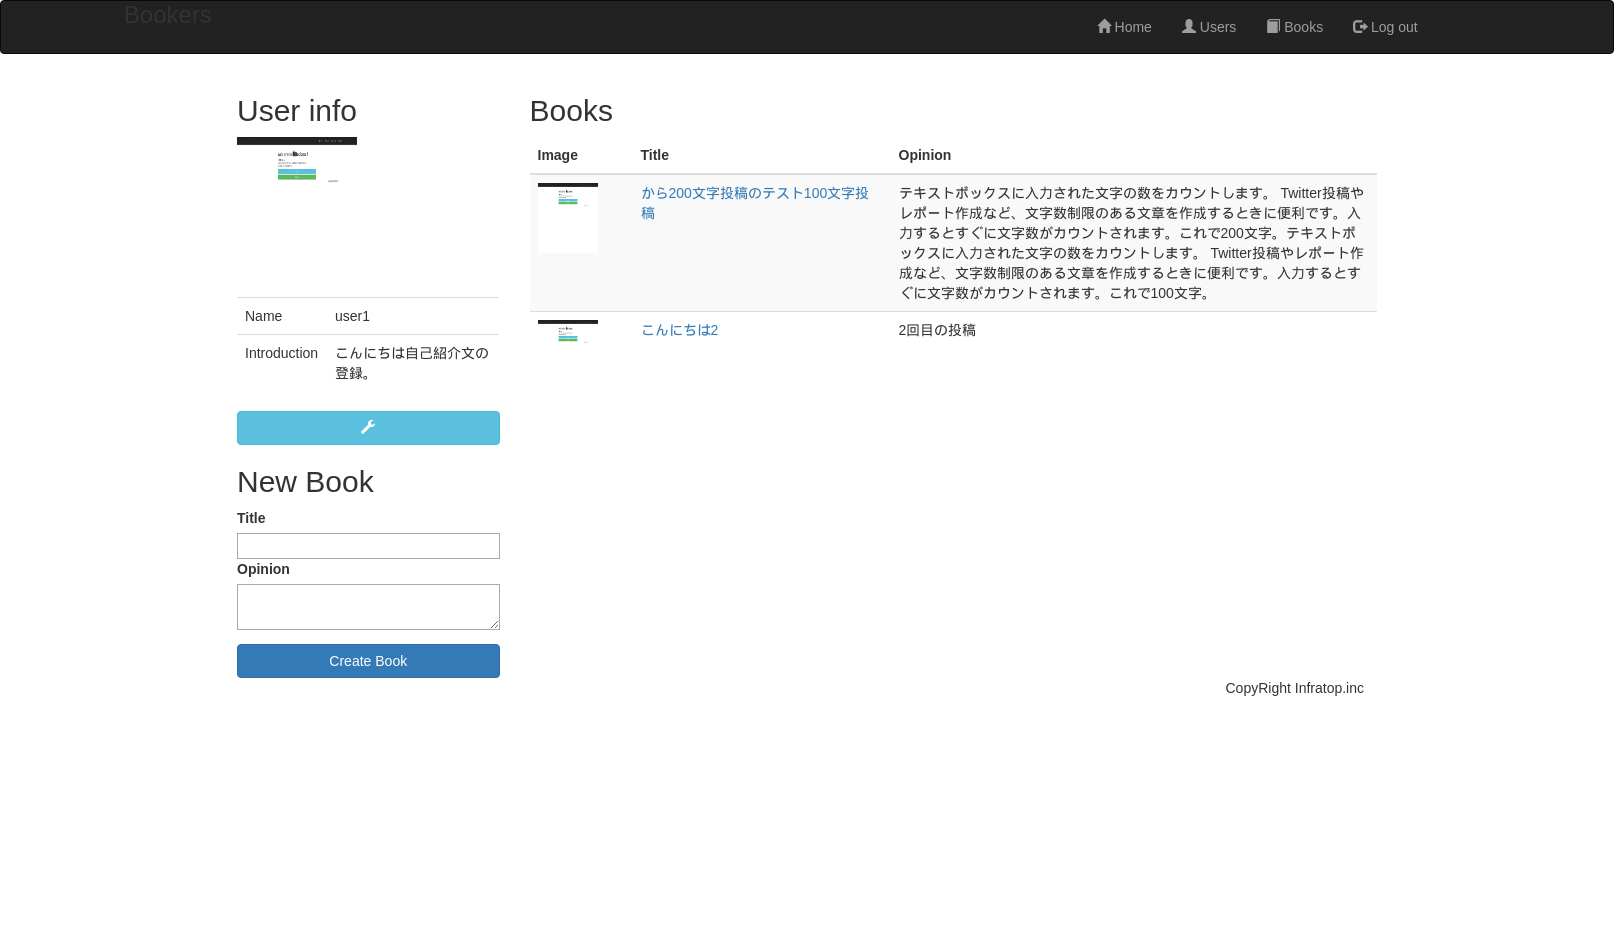 Bookers
Home Users Books Log out
User info
Name user1
Introduction こんにちは自己紹介文の
登録。
New Book
Title
Opinion
Create Book
Books
Image Title Opinion
から200文字投稿のテスト100文字投
稿
テキストボックスに入力された文字の数をカウントします。 Twitter投稿や
レポート作成など、文字数制限のある文章を作成するときに便利です。入
力するとすぐに文字数がカウントされます。これで200文字。テキストボ
ックスに入力された文字の数をカウントします。 Twitter投稿やレポート作
成など、文字数制限のある文章を作成するときに便利です。入力するとす
ぐに文字数がカウントされます。これで100文字。
こんにちは2 2回目の投稿
CopyRight Infratop.inc